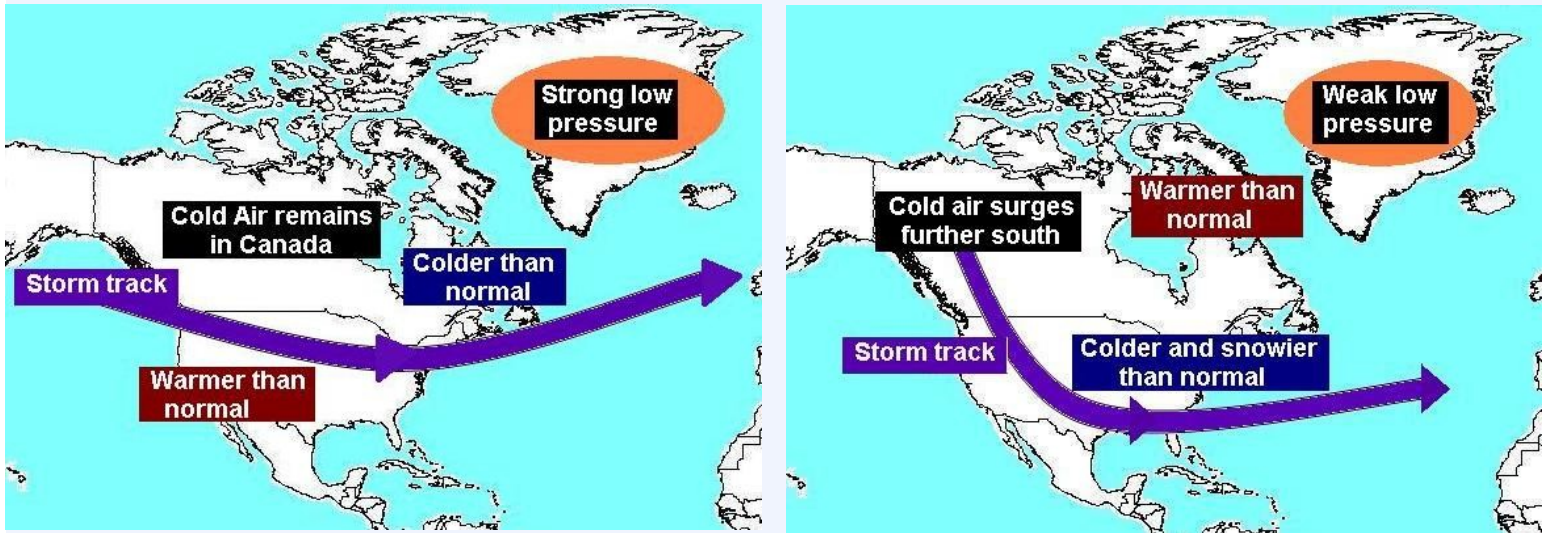 Strong low
pressure
Cold Air remains
in Canada
Colder than
normal
Storm track
Warmer than
normal
Weak low
pressure
Warmer than
normal
Cold air surges
further south
Storm track
Colder and snowier
than normal